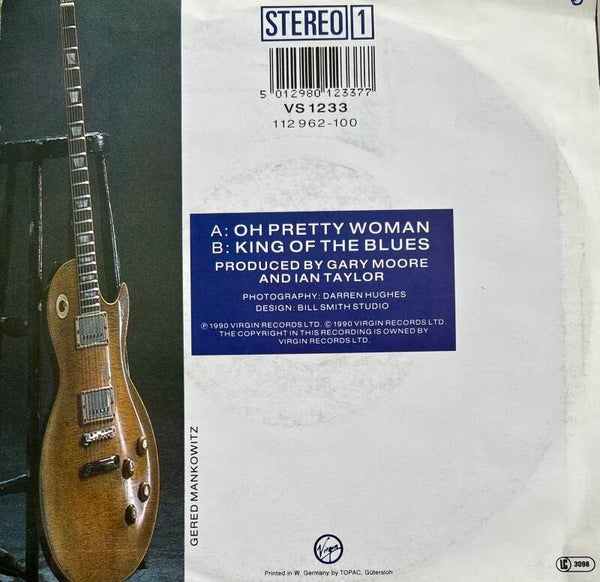 STEREO 1
5 012980 123377
VS 1233
112 962-100
A: OH PRETTY WOMAN
B: KING OF THE BLUES
PRODUCED BY GARY MOORE
AND IAN TAYLOR
PHOTOGRAPHY: DARREN HUGHES
DESIGN: BILL SMITH STUDIO
℗ 1990 VIRGIN RECORDS LTD. © 1990 VIRGIN RECORDS LTD.
THE COPYRIGHT IN THIS RECORDING IS OWNED BY
VIRGIN RECORDS LTD.
GERED MANKOWITZ
Virgin
Printed in W. Germany by TOPAC, Gütersloh
LC 3098